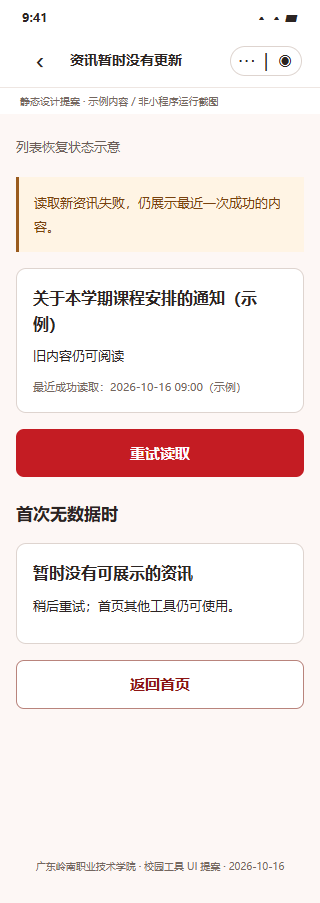 9:41
资讯暂时没有更新
静态设计提案 · 示例内容 / 非小程序运行截图
列表恢复状态示意
读取新资讯失败，仍展示最近一次成功的内
容。
关于本学期课程安排的通知（示
例）
旧内容仍可阅读
最近成功读取：2026-10-16 09:00（示例）
重试读取
首次无数据时
暂时没有可展示的资讯
稍后重试；首页其他工具仍可使用。
返回首页
广东岭南职业技术学院 · 校园工具 UI 提案 · 2026-10-16